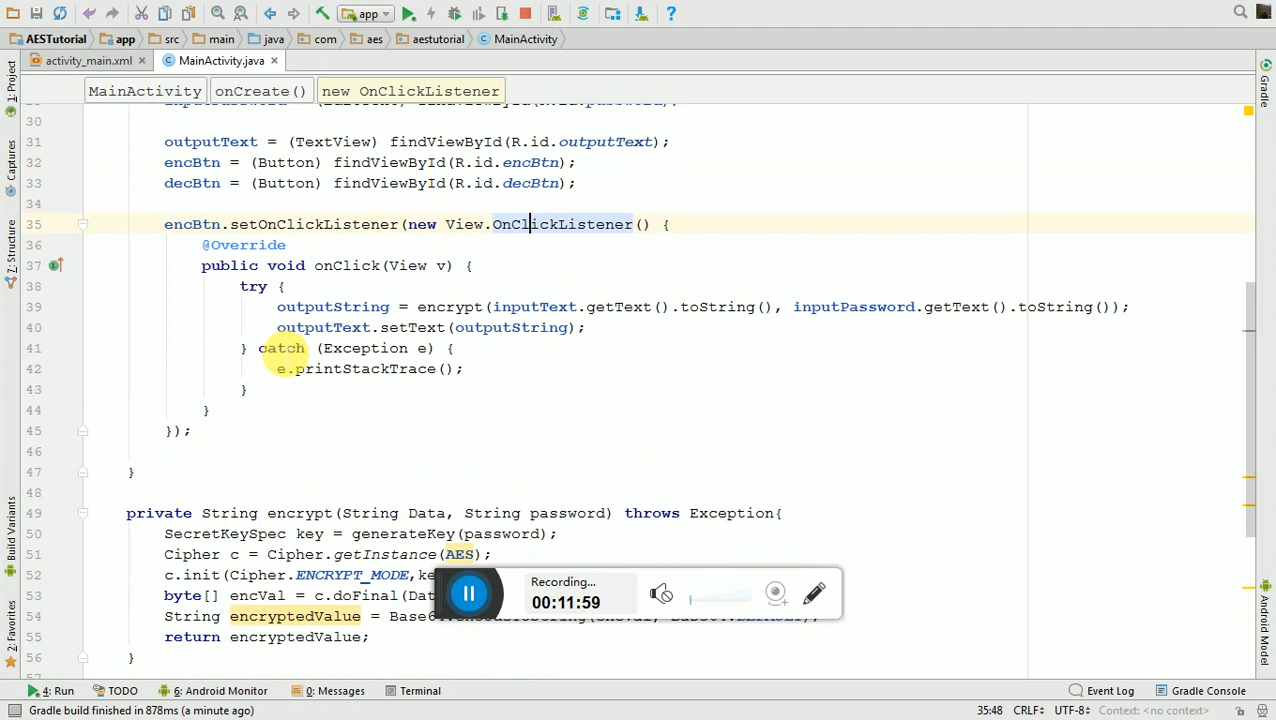 app
AESTutorial app src main java com aes aestutorial MainActivity
activity_main.xml MainActivity.java
MainActivity onCreate() new OnClickListener
30
31 outputText = (TextView) findViewById(R.id.outputText);
32 encBtn = (Button) findViewById(R.id.encBtn);
33 decBtn = (Button) findViewById(R.id.decBtn);
34
35 encBtn.setOnClickListener(new View.OnClickListener() {
36 @Override
37 public void onClick(View v) {
38 try {
39 outputString = encrypt(inputText.getText().toString(), inputPassword.getText().toString());
40 outputText.setText(outputString);
41 } catch (Exception e) {
42 e.printStackTrace();
43 }
44 }
45 });
46
47 }
48
49 private String encrypt(String Data, String password) throws Exception{
50 SecretKeySpec key = generateKey(password);
51 Cipher c = Cipher.getInstance(AES);
52 c.init(Cipher.ENCRYPT_MODE,ke
53 byte[] encVal = c.doFinal(Dat
54 String encryptedValue =
55 return encryptedValue;
56 }
Recording...
00:11:59
1: Project
Captures
7: Structure
Build Variants
2: Favorites
Gradle
Android Model
4: Run TODO 6: Android Monitor 0: Messages Terminal Event Log Gradle Console
Gradle build finished in 878ms (a minute ago) 35:48 CRLF UTF-8 Context: <no context>